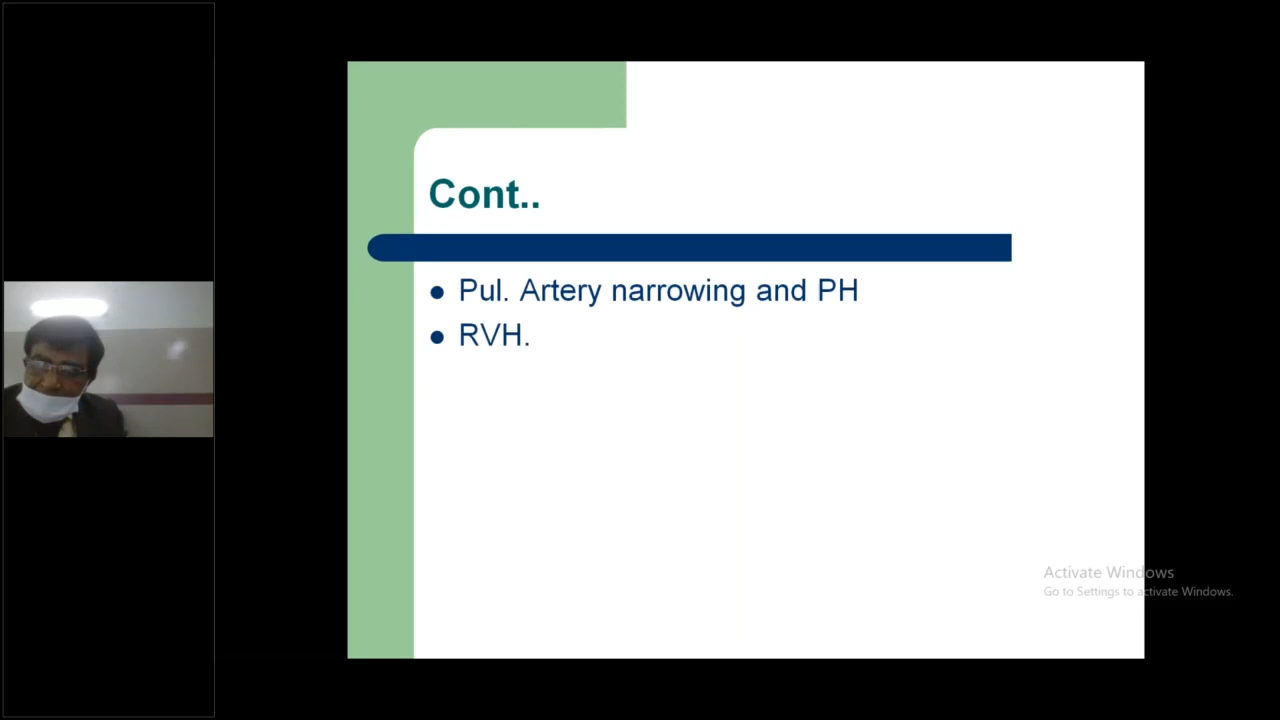 Cont..
Pul. Artery narrowing and PH
RVH.
Activate Windows
Go to Settings to activate Windows.